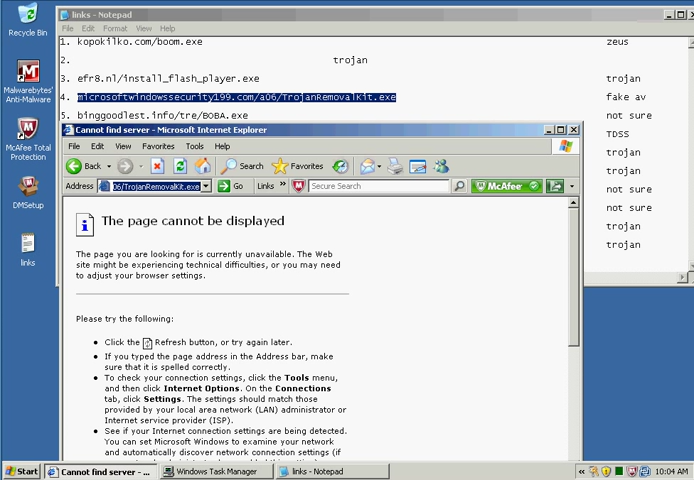 links - Notepad
File Edit Format View Help
1. kopokilko.com/boom.exe zeus
2. trojan
3. efr8.nl/install_flash_player.exe trojan
4. microsoftwindowssecurity199.com/a06/TrojanRemovalKit.exe fake av
5. binggoodlest.info/tre/BOBA.exe not sure
TDSS
trojan
trojan
not sure
not sure
trojan
trojan
Recycle Bin
Malwarebytes'
Anti-Malware
McAfee Total
Protection
DMSetup
links
Cannot find server - Microsoft Internet Explorer
File Edit View Favorites Tools Help
Back Search Favorites
Address 06/TrojanRemovalKit.exe Go Links » Secure Search McAfee
The page cannot be displayed
The page you are looking for is currently unavailable. The Web
site might be experiencing technical difficulties, or you may need
to adjust your browser settings.
Please try the following:
Click the Refresh button, or try again later.
If you typed the page address in the Address bar, make
sure that it is spelled correctly.
To check your connection settings, click the Tools menu,
and then click Internet Options. On the Connections
tab, click Settings. The settings should match those
provided by your local area network (LAN) administrator or
Internet service provider (ISP).
See if your Internet connection settings are being detected.
You can set Microsoft Windows to examine your network
and automatically discover network connection settings (if
Start Cannot find server - ... Windows Task Manager links - Notepad « 10:04 AM